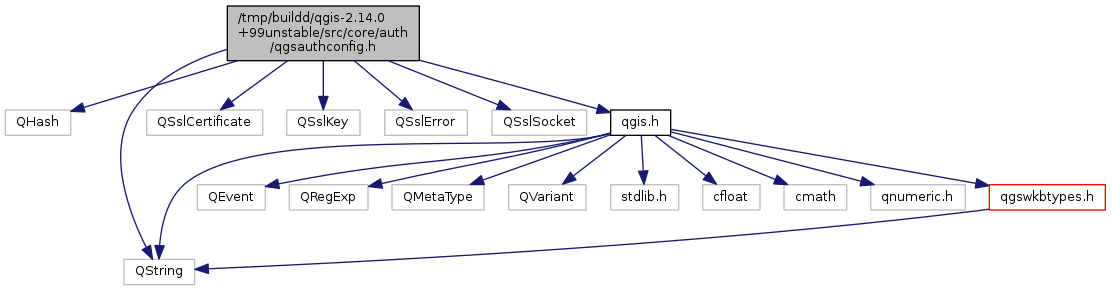 /tmp/buildd/qgis-2.14.0
+99unstable/src/core/auth
/qgsauthconfig.h
QHash
QSslCertificate
QSslKey
QSslError
QSslSocket
qgis.h
QEvent
QRegExp
QMetaType
QVariant
stdlib.h
cfloat
cmath
qnumeric.h
qgswkbtypes.h
QString